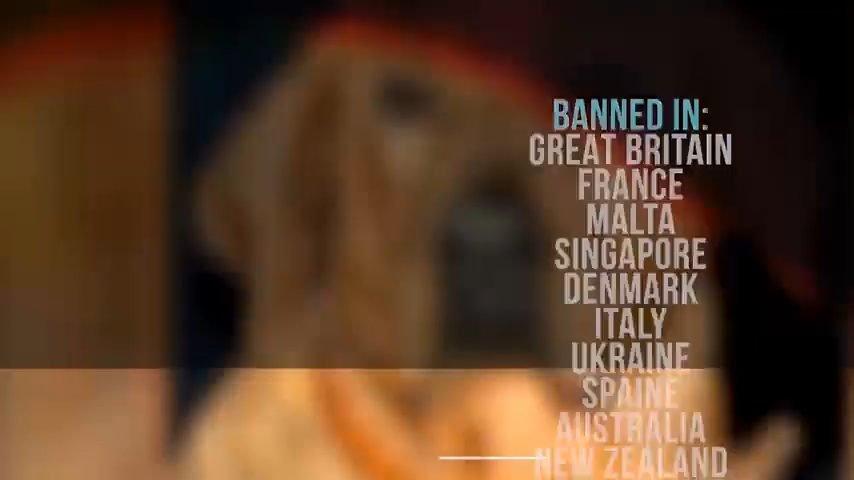 BANNED IN:
GREAT BRITAIN
FRANCE
MALTA
SINGAPORE
DENMARK
ITALY
UKRAINE
SPAINE
AUSTRALIA
NEW ZEALAND